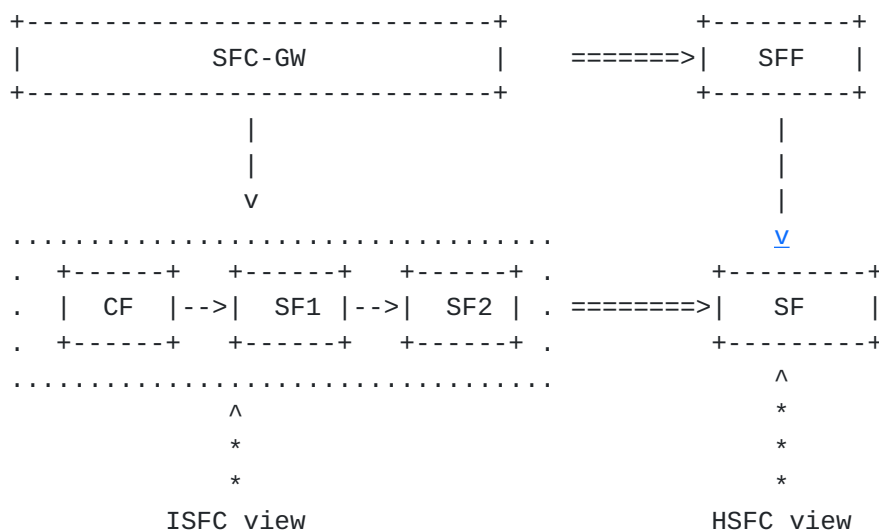 +------------------------------+            +---------+
|            SFC-GW            |    =======>|   SFF   |
+------------------------------+            +---------+
               |                                 |
               |                                 |
               v                                 |
...................................              v
.  +------+   +------+   +------+ .          +---------+
.  |  CF  |-->|  SF1 |-->|  SF2 | . ========>|   SF    |
.  +------+   +------+   +------+ .          +---------+
...................................              ^
              ^                                  *
              *                                  *
              *                                  *
          ISFC view                          HSFC view